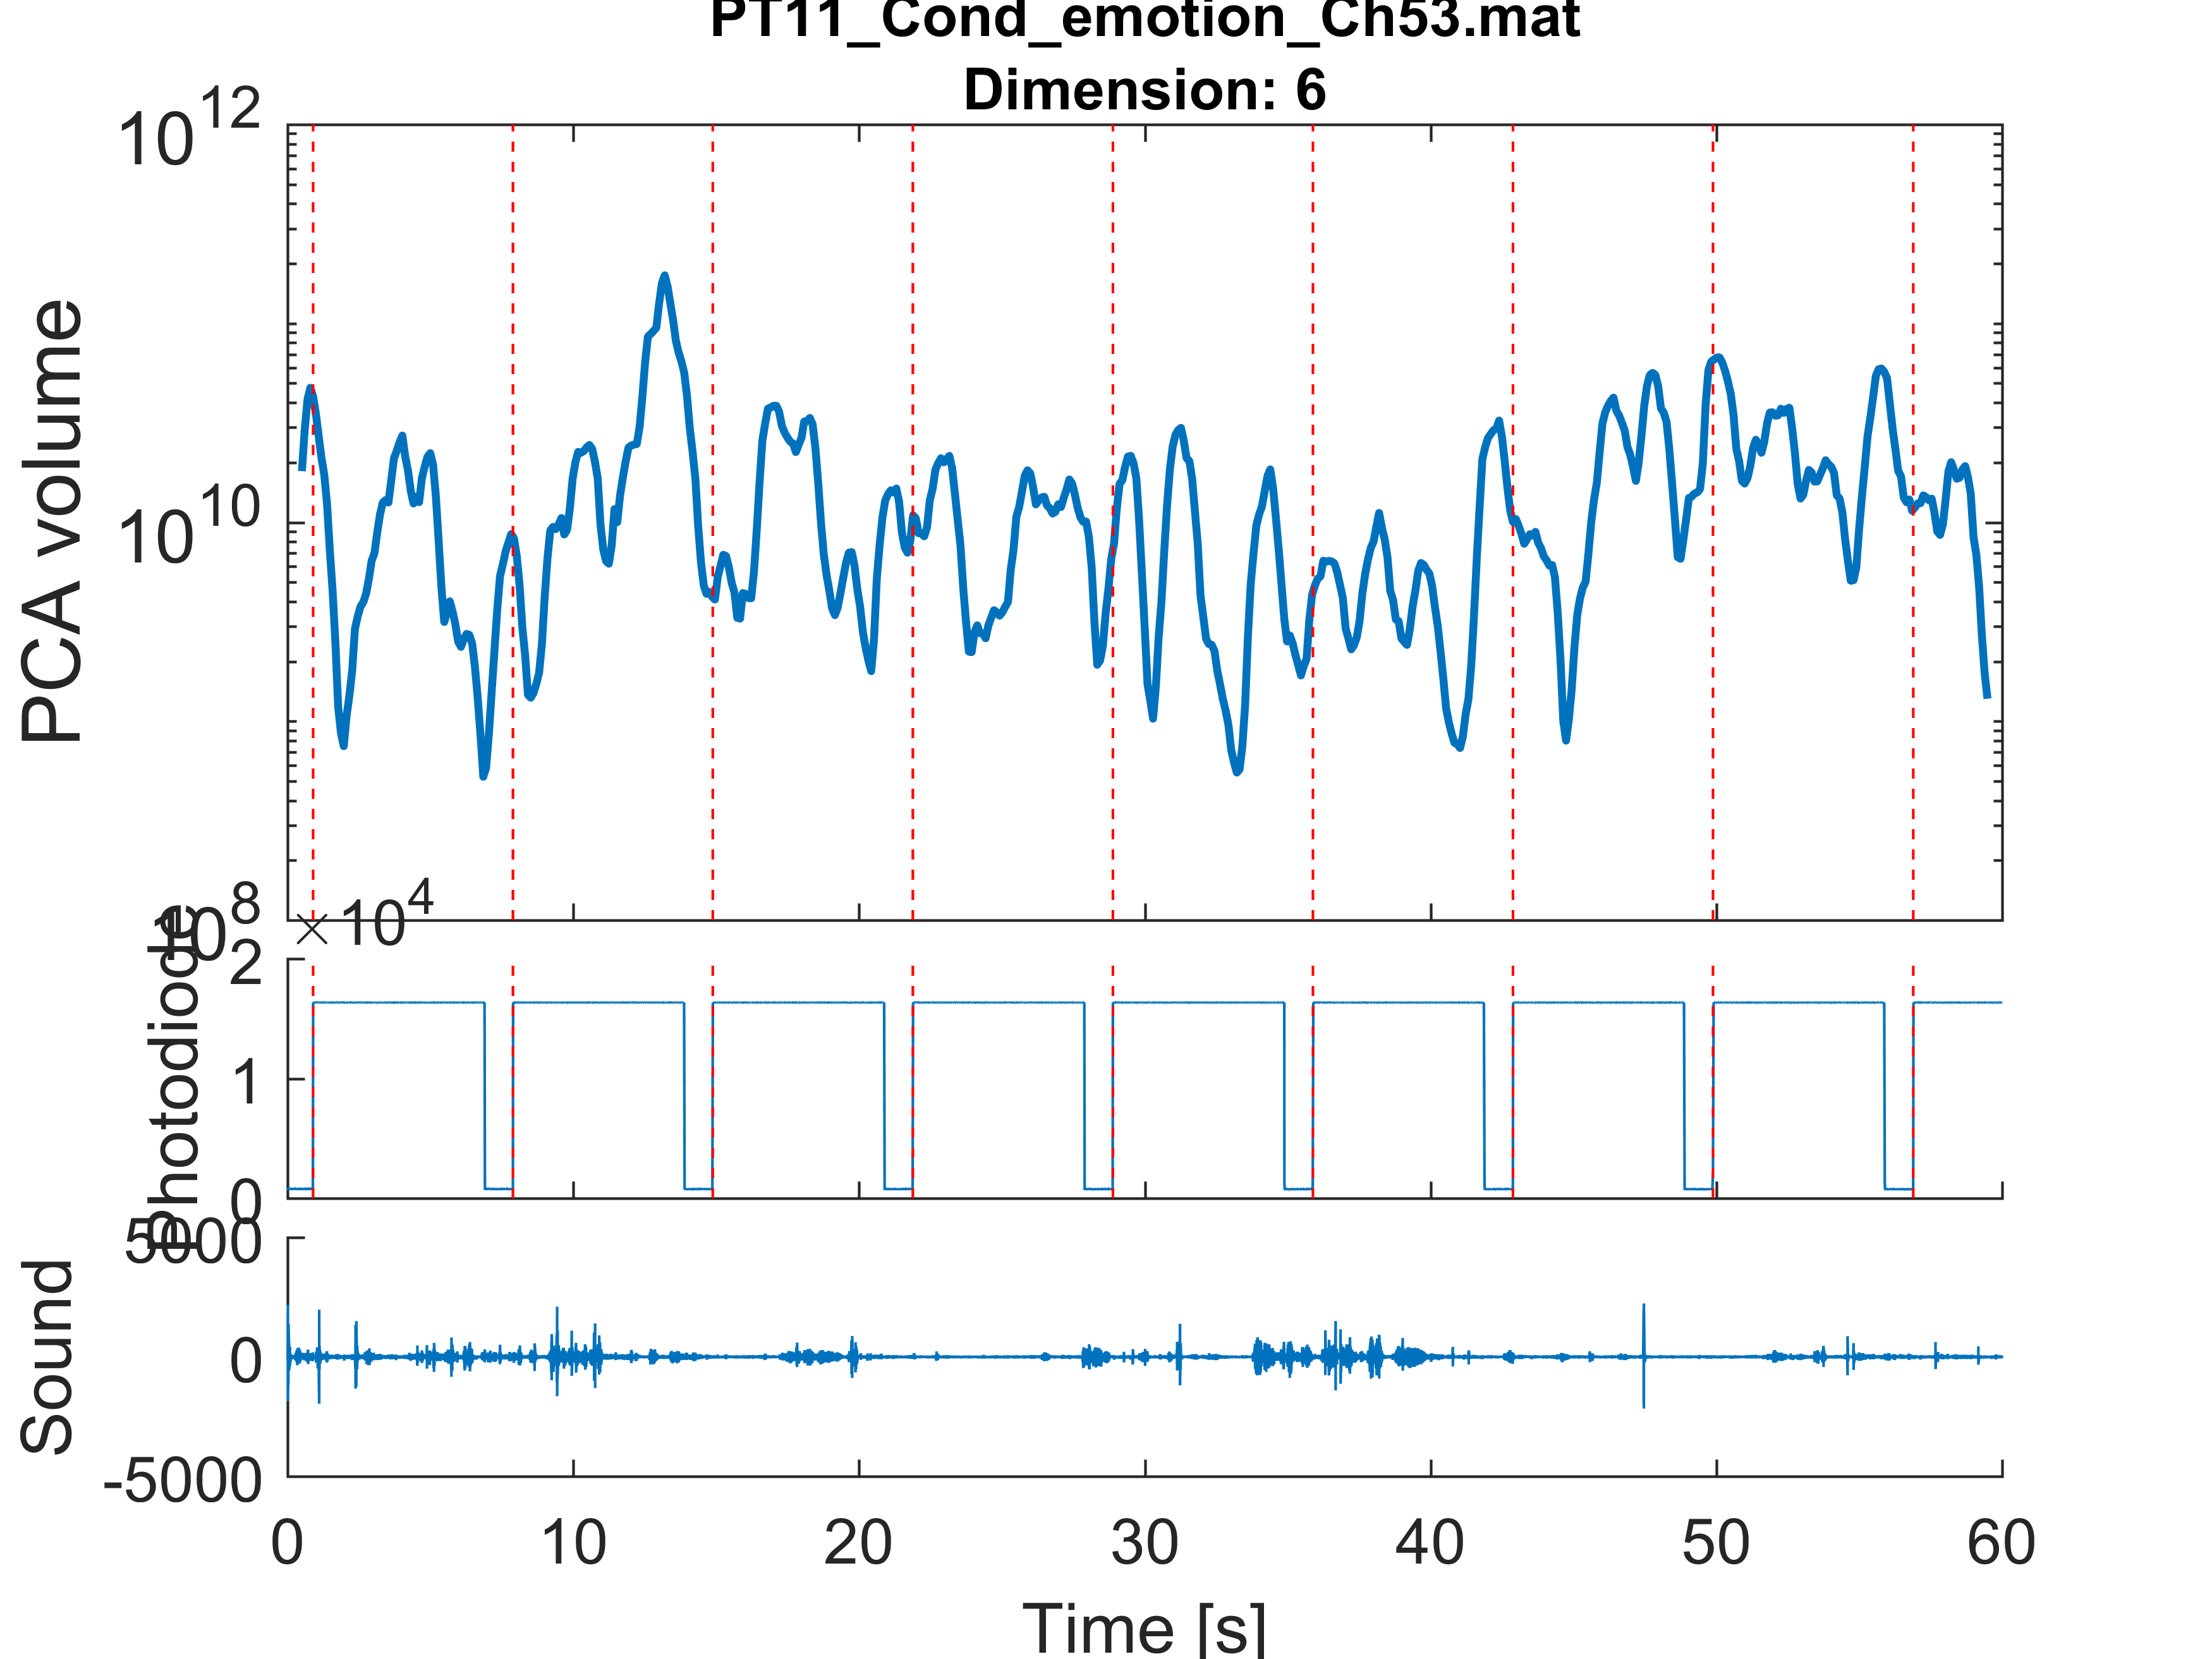 PT11_Cond_emotion_Ch53.mat
Dimension: 6
10^12
10^10
10^8
PCA volume
×10^4
2
1
0
Photodiode
5000
0
-5000
Sound
0 10 20 30 40 50 60
Time [s]